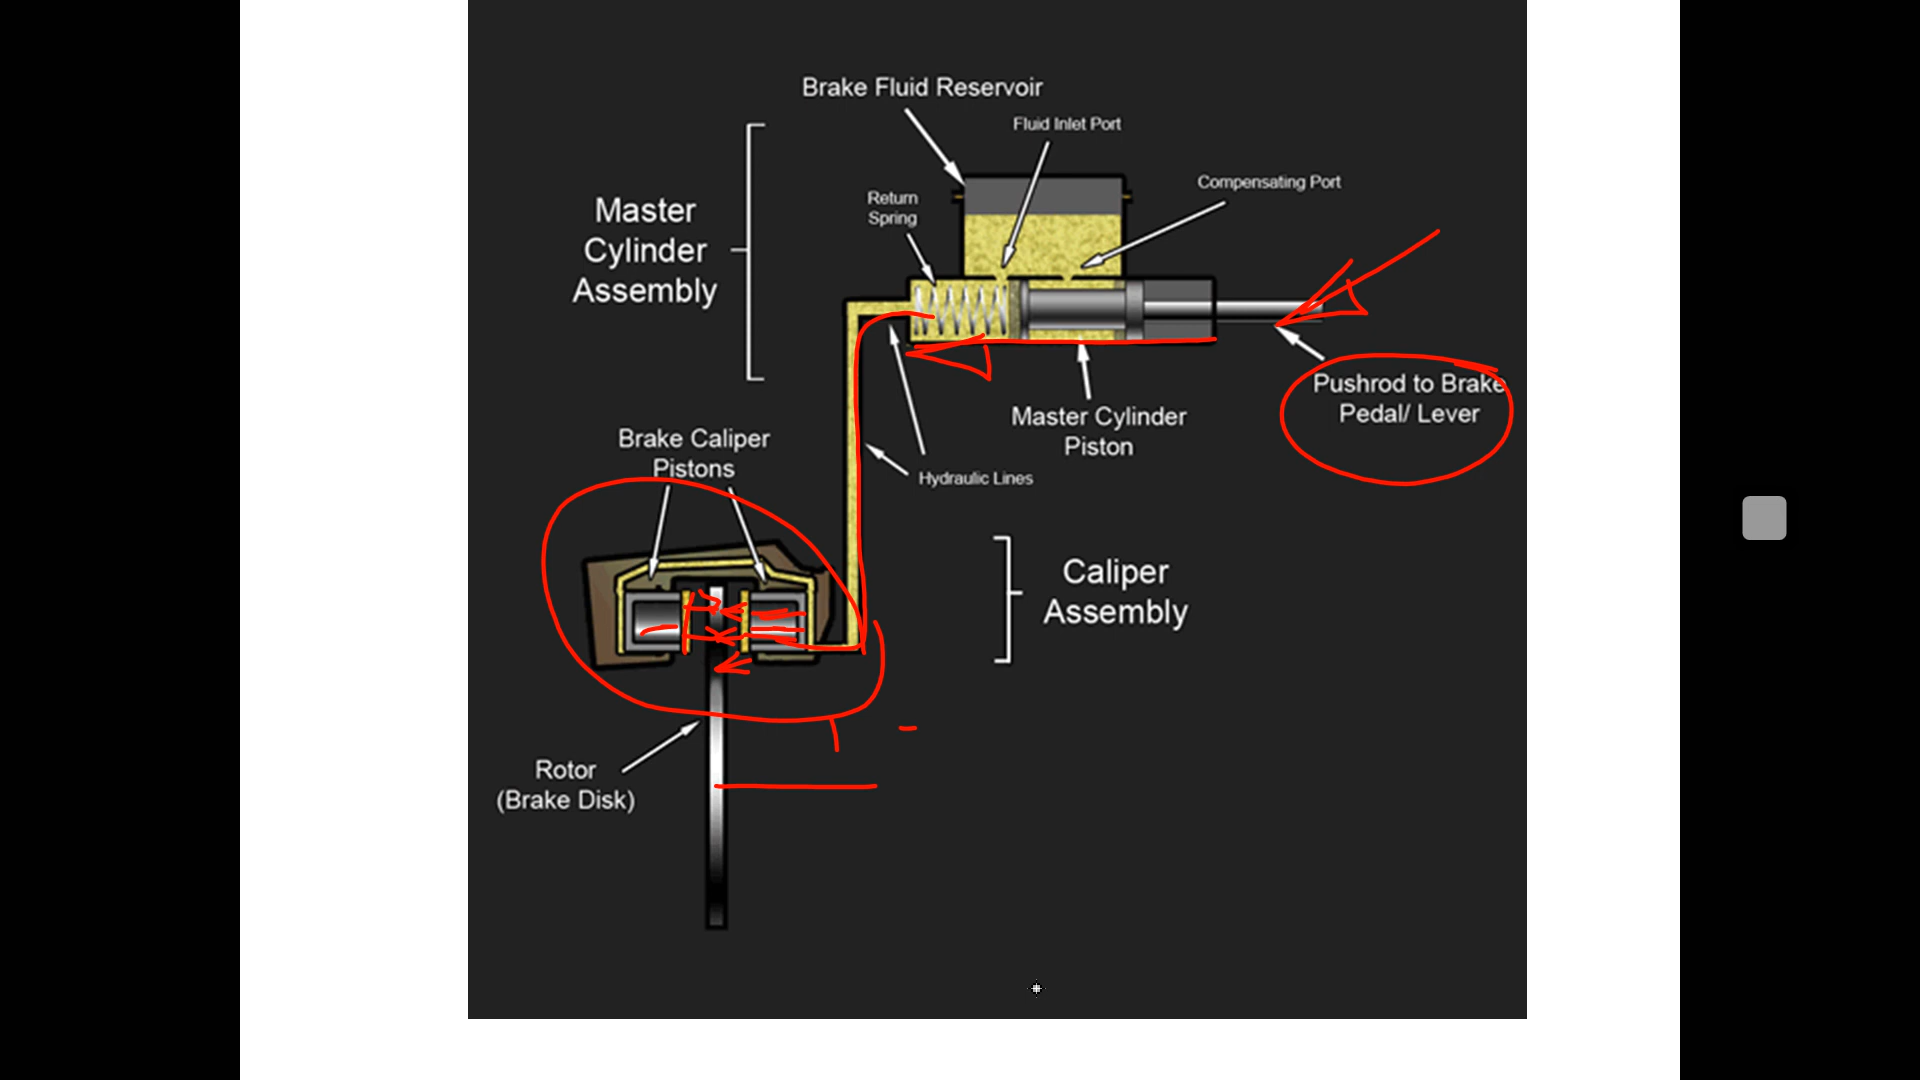 Brake Fluid Reservoir
Fluid Inlet Port
Compensating Port
Return
Spring
Master
Cylinder
Assembly
Pushrod to Brake
Pedal/ Lever
Master Cylinder
Piston
Brake Caliper
Pistons
Hydraulic Lines
Caliper
Assembly
Rotor
(Brake Disk)